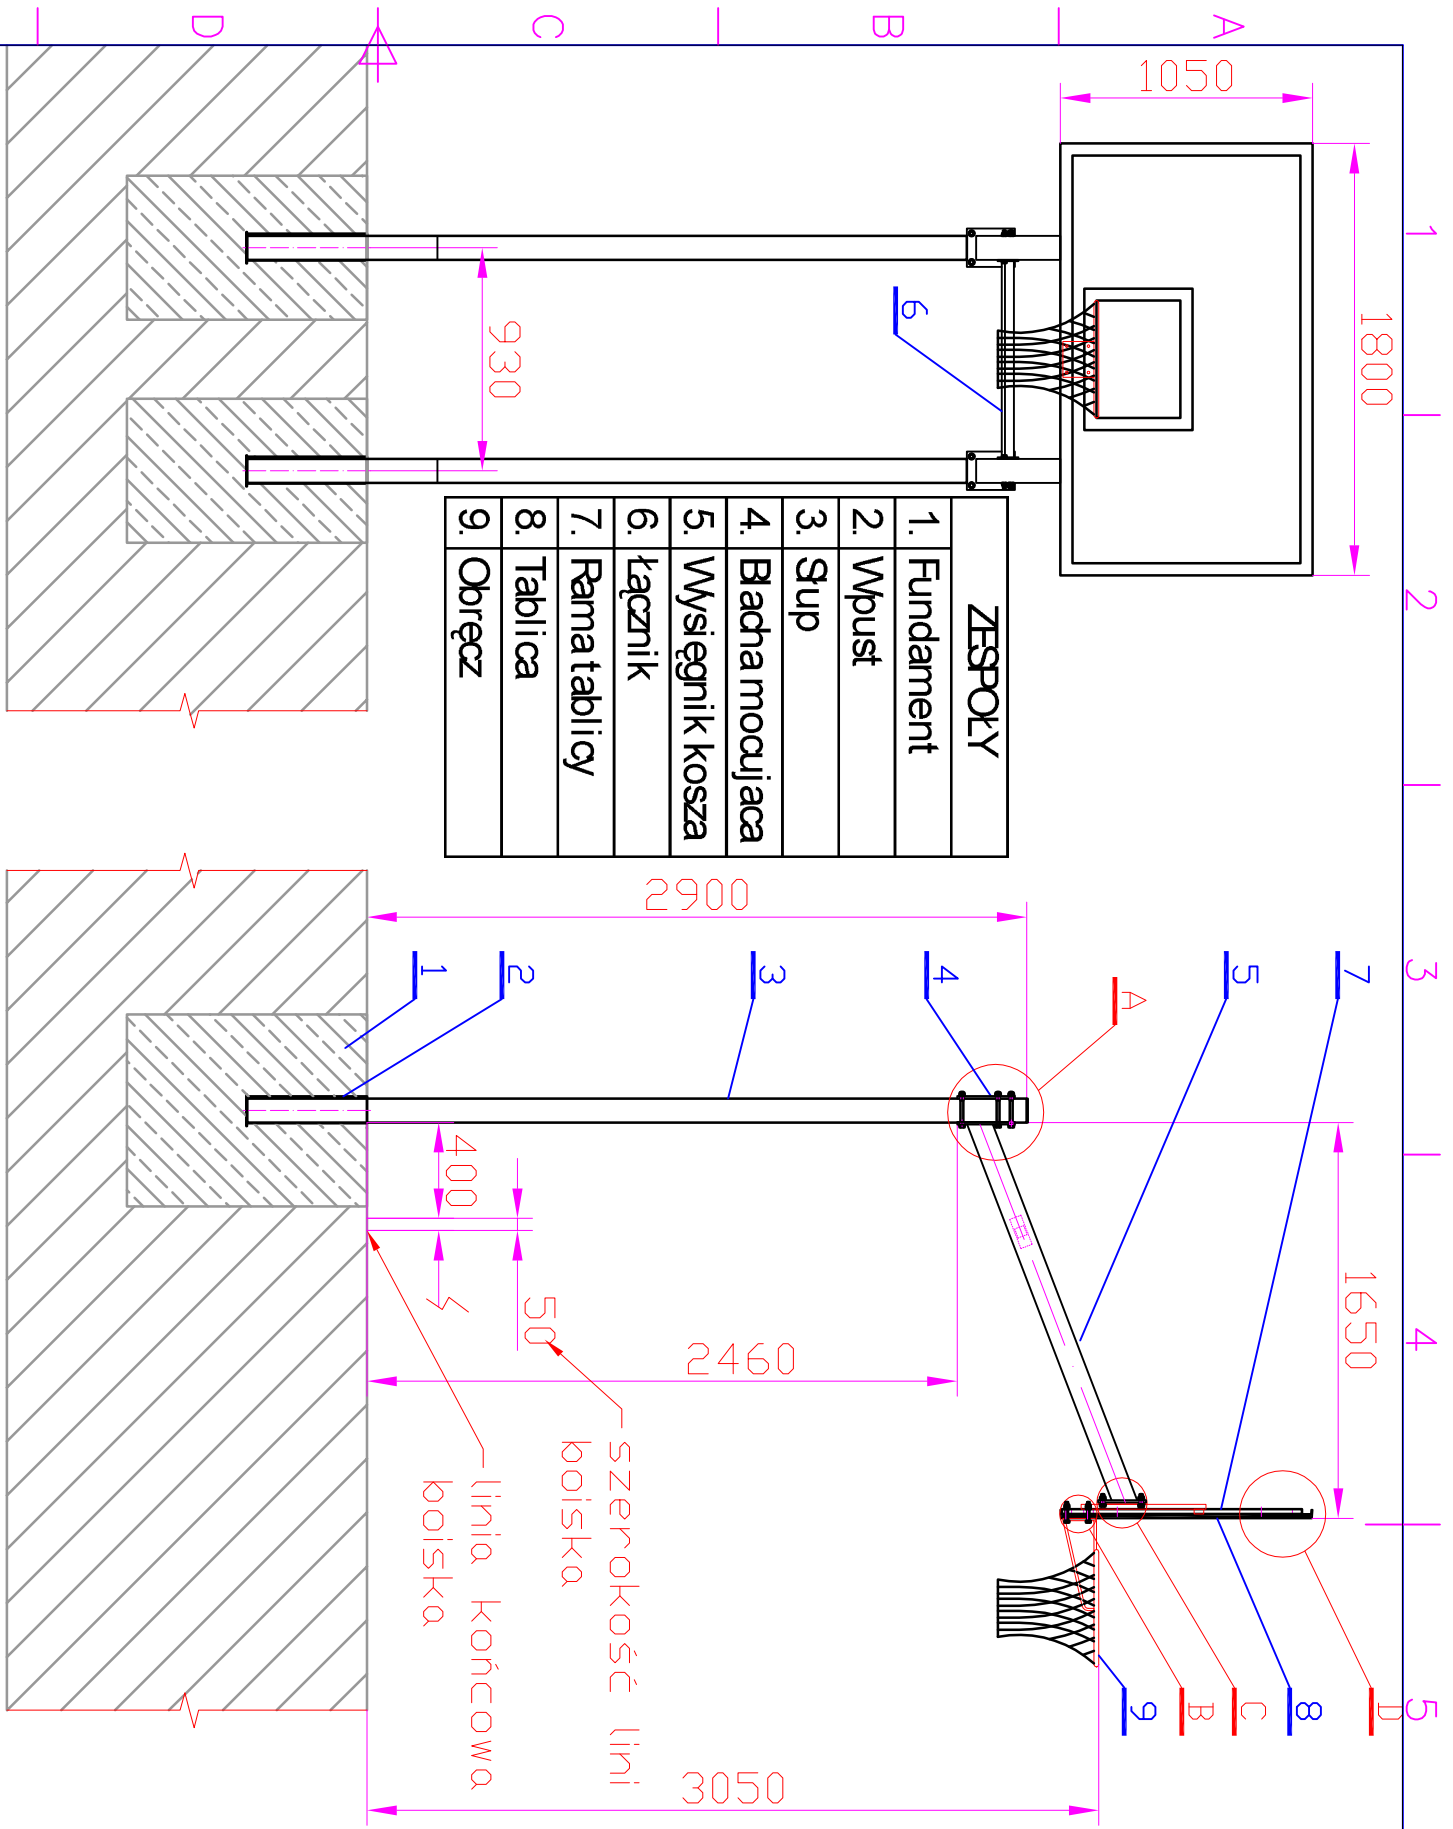 1
2
3
4
5
A
B
C
D
1050
1800
930
6
ZESPOŁY
1. Fundament
2. Wpust
3. Słup
4. Blacha mocujaca
5. Wysięgnik kosza
6. Łącznik
7. Rama tablicy
8. Tablica
9. Obręcz
2900
1
2
3
4
A
5
7
1650
400
50
2460
szerokość lini
boiska
linia końcowa
boiska
3050
9
B
C
8
D